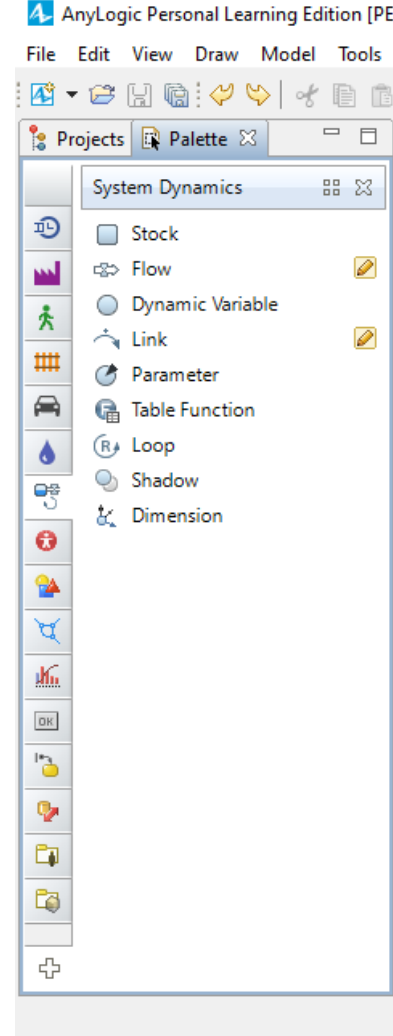 AnyLogic Personal Learning Edition [PE
File Edit View Draw Model Tools
Projects Palette
System Dynamics
Stock
Flow
Dynamic Variable
Link
Parameter
Table Function
R Loop
Shadow
Dimension
OK